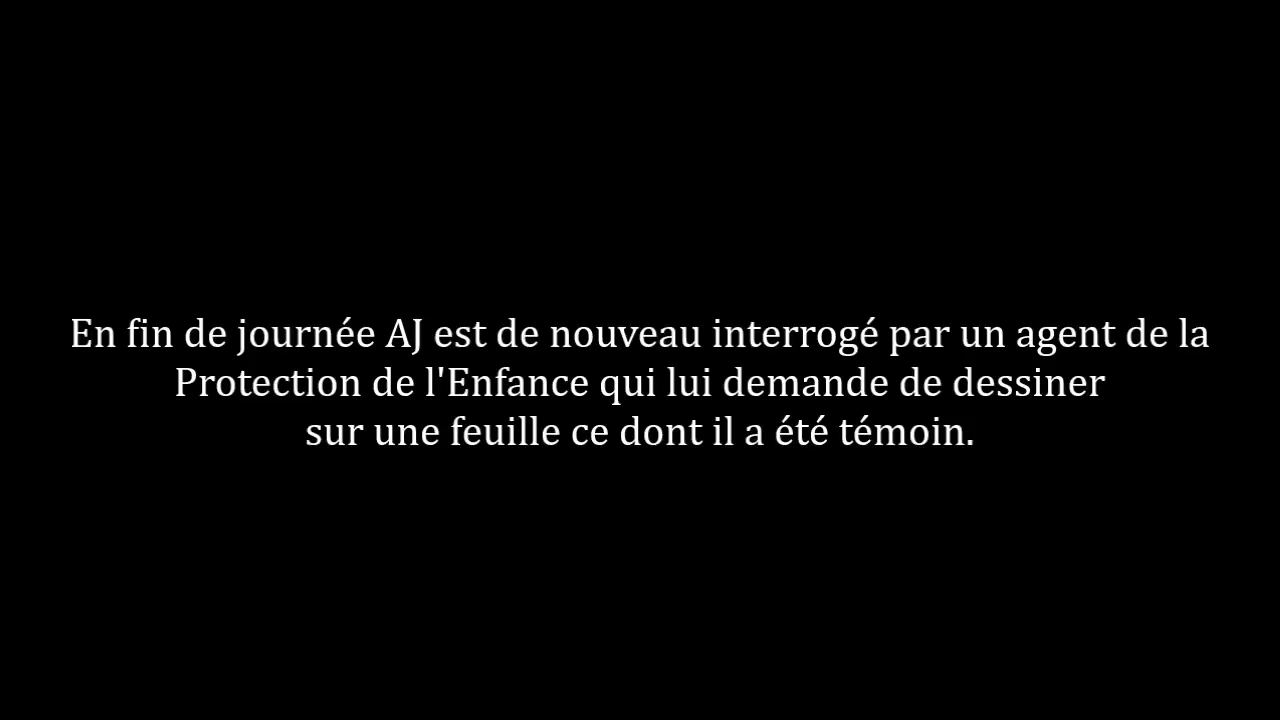 En fin de journée AJ est de nouveau interrogé par un agent de la
Protection de l'Enfance qui lui demande de dessiner
sur une feuille ce dont il a été témoin.